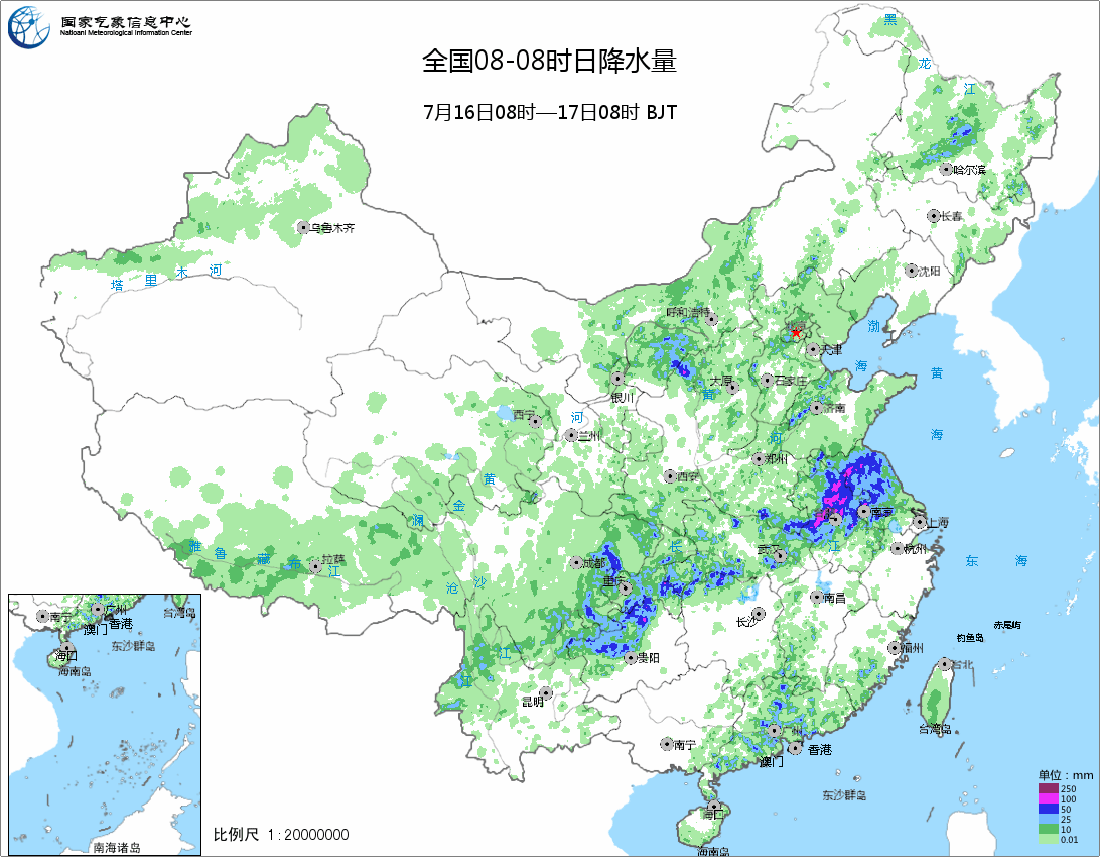 国家气象信息中心
Naitioanl Meteorological Information Center
全国08-08时日降水量
7月16日08时—17日08时 BJT
黑
龙
江
哈尔滨
长春
沈阳
乌鲁木齐
塔
里
木
河
呼和浩特
北京
天津
渤
海
黄
海
银川
太原
石家庄
黄
济南
西宁
河
兰州
河
郑州
西安
黄
金
澜
南京
上海
雅
鲁
藏
布
江
拉萨
成都
长
武汉
江
杭州
东
海
沧
沙
重庆
南昌
长沙
赤尾屿
钓鱼岛
福州
江
贵阳
台北
江
昆明
广州
台湾岛
南宁
香港
澳门
东沙群岛
海口
海南岛
南宁
广州
台湾岛
澳门
香港
东沙群岛
海口
海南岛
南海诸岛
比例尺 1:20000000
单位：mm
250
100
50
25
10
0.01